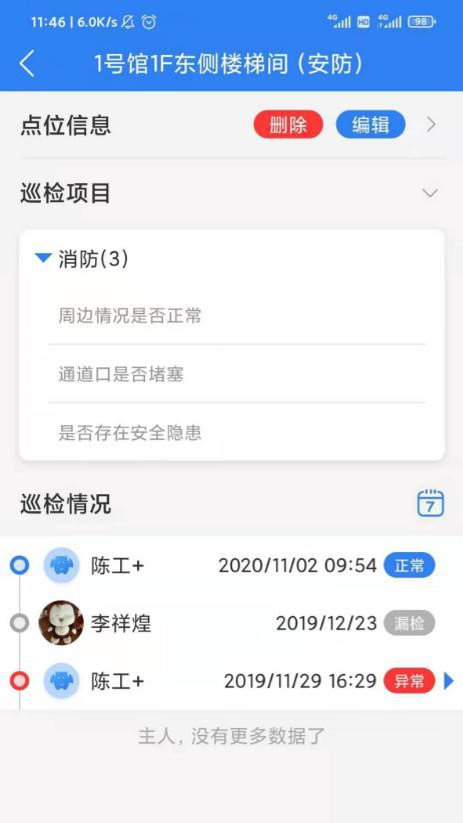 11:46 | 6.0K/s 4G HD 4G 98
1号馆1F东侧楼梯间（安防）
点位信息 删除 编辑
巡检项目
消防(3)
周边情况是否正常
通道口是否堵塞
是否存在安全隐患
巡检情况 7
陈工+ 2020/11/02 09:54 正常
李祥煌 2019/12/23 漏检
陈工+ 2019/11/29 16:29 异常
主人，没有更多数据了